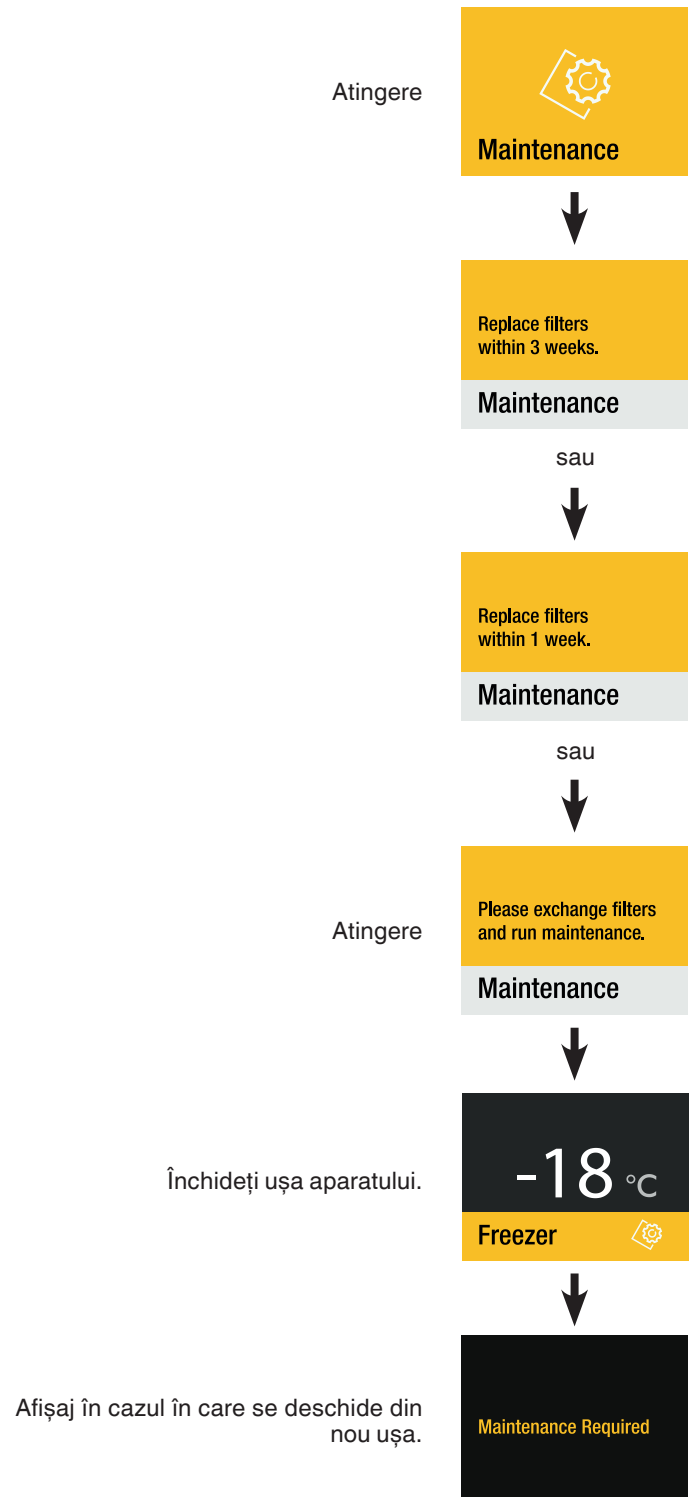 Atingere
Maintenance
Replace filters
within 3 weeks.
Maintenance
sau
Replace filters
within 1 week.
Maintenance
sau
Atingere
Please exchange filters
and run maintenance.
Maintenance
Închideți ușa aparatului.
-18 °C
Freezer
Afișaj în cazul în care se deschide din
nou ușa.
Maintenance Required